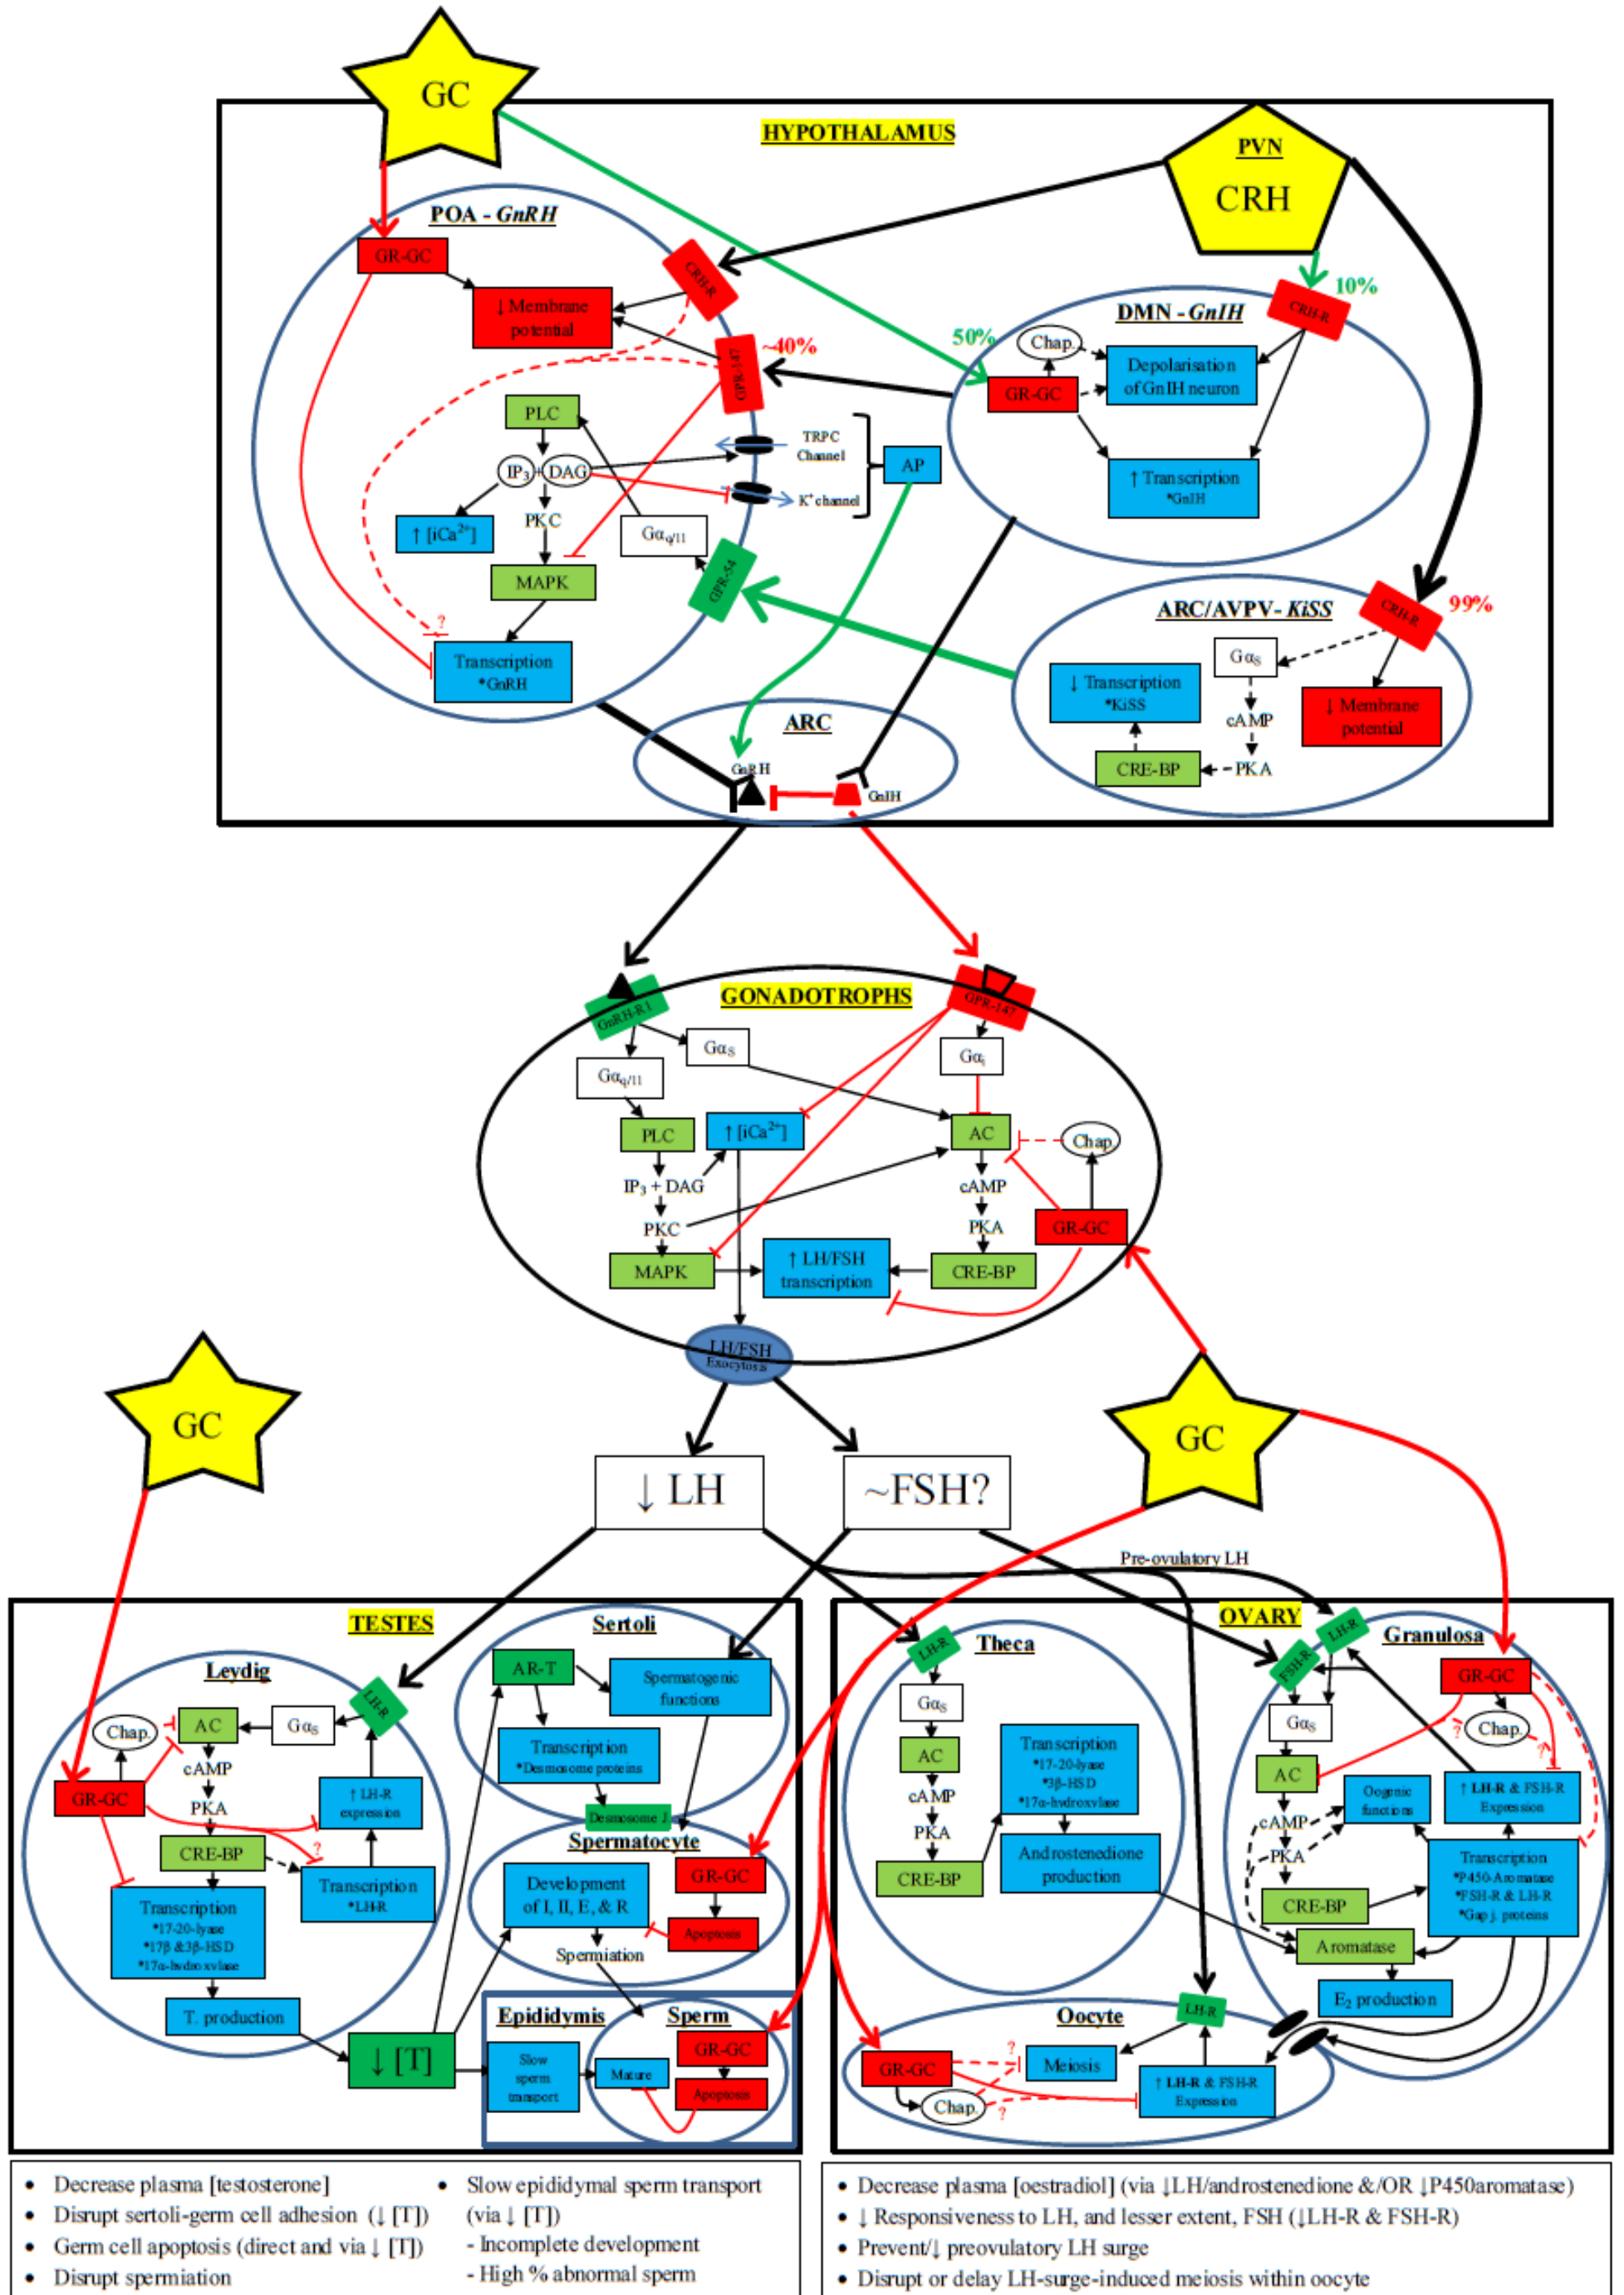 GC
HYPOTHALAMUS
PVN
CRH
POA - GnRH
GR-GC
↓ Membrane
potential
CRH-R
GPR-147
~40%
PLC
IP3 + DAG
PKC
↑ [iCa2+]
MAPK
Gαq/11
TRPC
Channel
K+ channel
AP
GPR-54
?
Transcription
*GnRH
10%
CRH-R
DMN - GnIH
50%
Chap.
GR-GC
Depolarisation
of GnIH neuron
↑ Transcription
*GnIH
ARC/AVPV- KiSS
CRH-R
99%
GαS
↓ Transcription
*KiSS
cAMP
↓ Membrane
potential
CRE-BP
PKA
ARC
GnRH
GnIH
GONADOTROPHS
GnRH-R1
GPR-147
GαS
Gαi
Gαq/11
PLC
↑ [iCa2+]
AC
Chap.
IP3 + DAG
cAMP
PKC
PKA
GR-GC
MAPK
↑ LH/FSH
transcription
CRE-BP
LH/FSH
Exocytosis
GC
GC
↓ LH
~FSH?
Pre-ovulatory LH
TESTES
Leydig
LH-R
Chap.
AC
GαS
cAMP
GR-GC
PKA
↑ LH-R
expression
?
CRE-BP
Transcription
*LH-R
Transcription
*17-20-lyase
*17β &3β-HSD
*17α-hydroxylase
T. production
↓ [T]
Sertoli
AR-T
Spermatogenic
functions
Transcription
*Desmosome proteins
Desmosome J.
Spermatocyte
Development
of I, II, E, & R
GR-GC
Apoptosis
Spermiation
Epididymis
Slow
sperm
transport
Sperm
GR-GC
Mature
Apoptosis
OVARY
Theca
LH-R
GαS
AC
cAMP
PKA
CRE-BP
Transcription
*17-20-lyase
*3β-HSD
*17α-hydroxylase
Androstenedione
production
Granulosa
LH-R
FSH-R
GR-GC
GαS
?
Chap.
?
AC
Oogenic
functions
↑ LH-R & FSH-R
Expression
cAMP
PKA
CRE-BP
Transcription
*P450-Aromatase
*FSH-R & LH-R
*Gap j. proteins
Aromatase
E2 production
Oocyte
LH-R
GR-GC
?
Meiosis
Chap.
?
↑ LH-R & FSH-R
Expression
• Decrease plasma [testosterone]
• Disrupt sertoli-germ cell adhesion (↓ [T])
• Germ cell apoptosis (direct and via ↓ [T])
• Disrupt spermiation
• Slow epididymal sperm transport
(via ↓ [T])
- Incomplete development
- High % abnormal sperm
• Decrease plasma [oestradiol] (via ↓LH/androstenedione &/OR ↓P450aromatase)
• ↓ Responsiveness to LH, and lesser extent, FSH (↓LH-R & FSH-R)
• Prevent/↓ preovulatory LH surge
• Disrupt or delay LH-surge-induced meiosis within oocyte